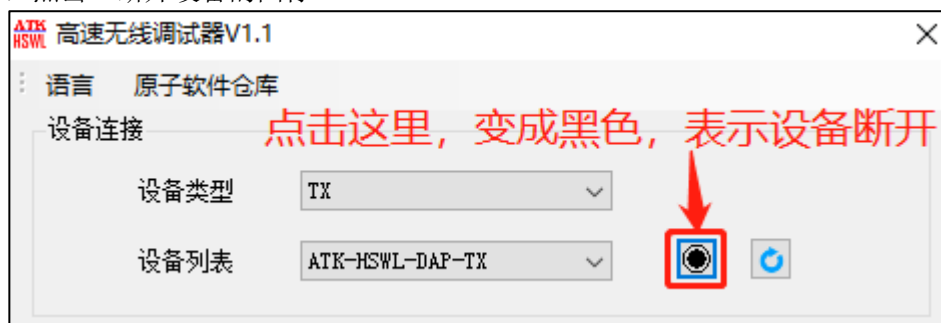 ATK HSWL 高速无线调试器V1.1
语言 原子软件仓库
设备连接
点击这里，变成黑色，表示设备断开
设备类型 TX
设备列表 ATK-HSWL-DAP-TX